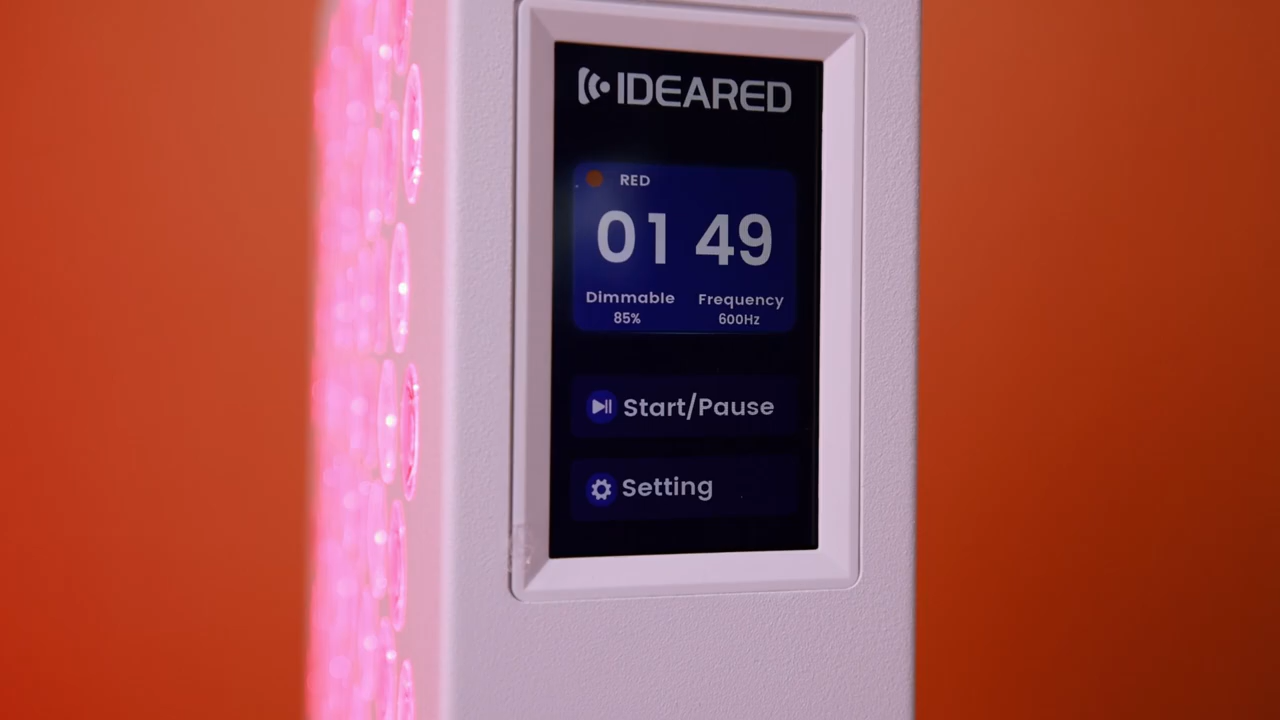 IDEARED
RED
01 49
Dimmable Frequency
85% 600Hz
Start/Pause
Setting